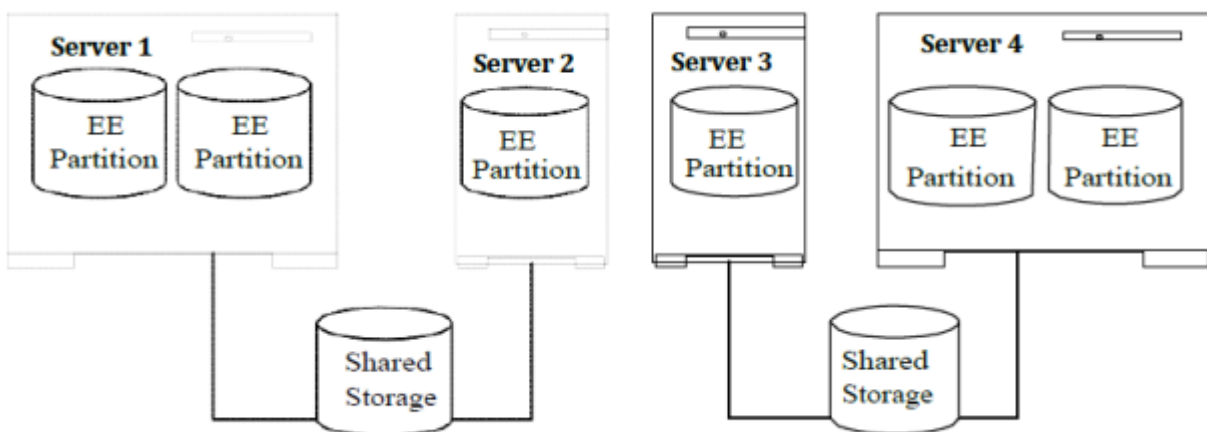 Server 1
EE
Partition
EE
Partition
Server 2
EE
Partition
Server 3
EE
Partition
Server 4
EE
Partition
EE
Partition
Shared
Storage
Shared
Storage